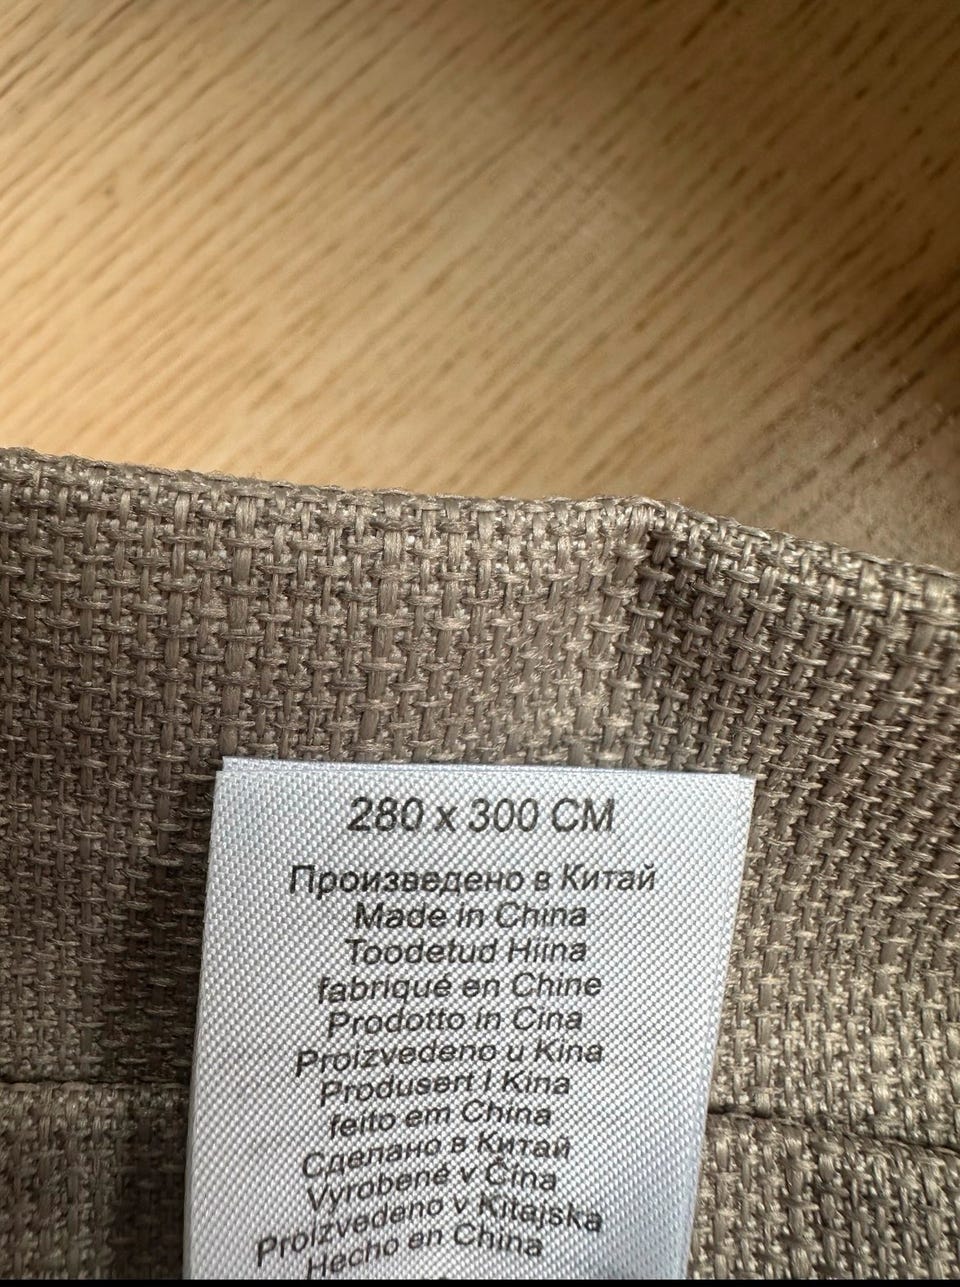 280 x 300 CM
Произведено в Китай
Made in China
Toodetud Hiina
fabriqué en Chine
Prodotto in Cina
Proizvedeno u Kina
Produsert I Kina
feito em China
Сделано в Китай
Vyrobené v Čína
Proizvedeno v Kitajska
Hecho en China